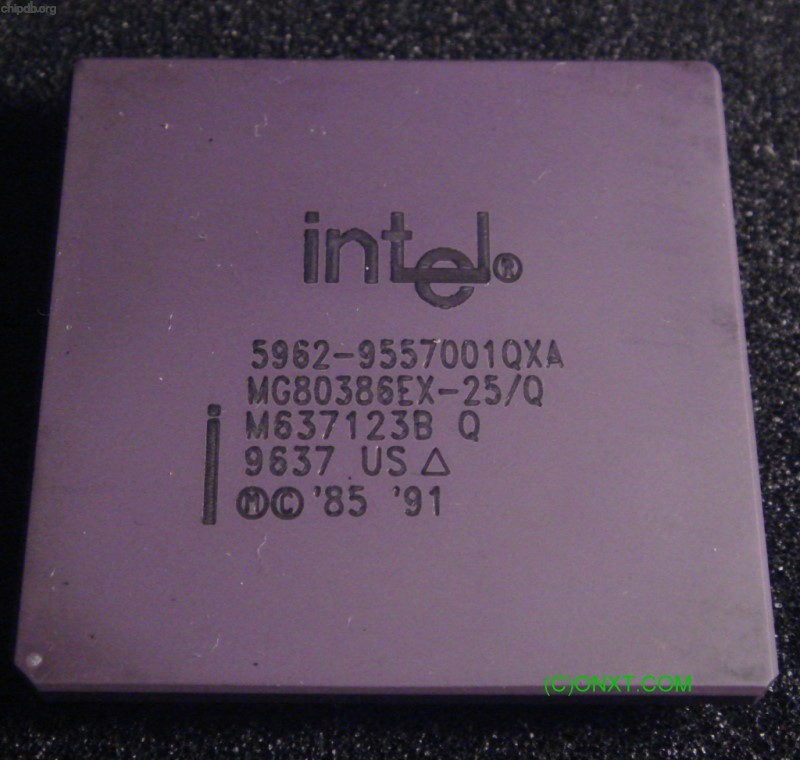 chipdb.org
intel®
5962-9557001QXA
MG80386EX-25/Q
M637123B Q
9637 US △
Ⓜ© '85 '91
(C)ONXT.COM